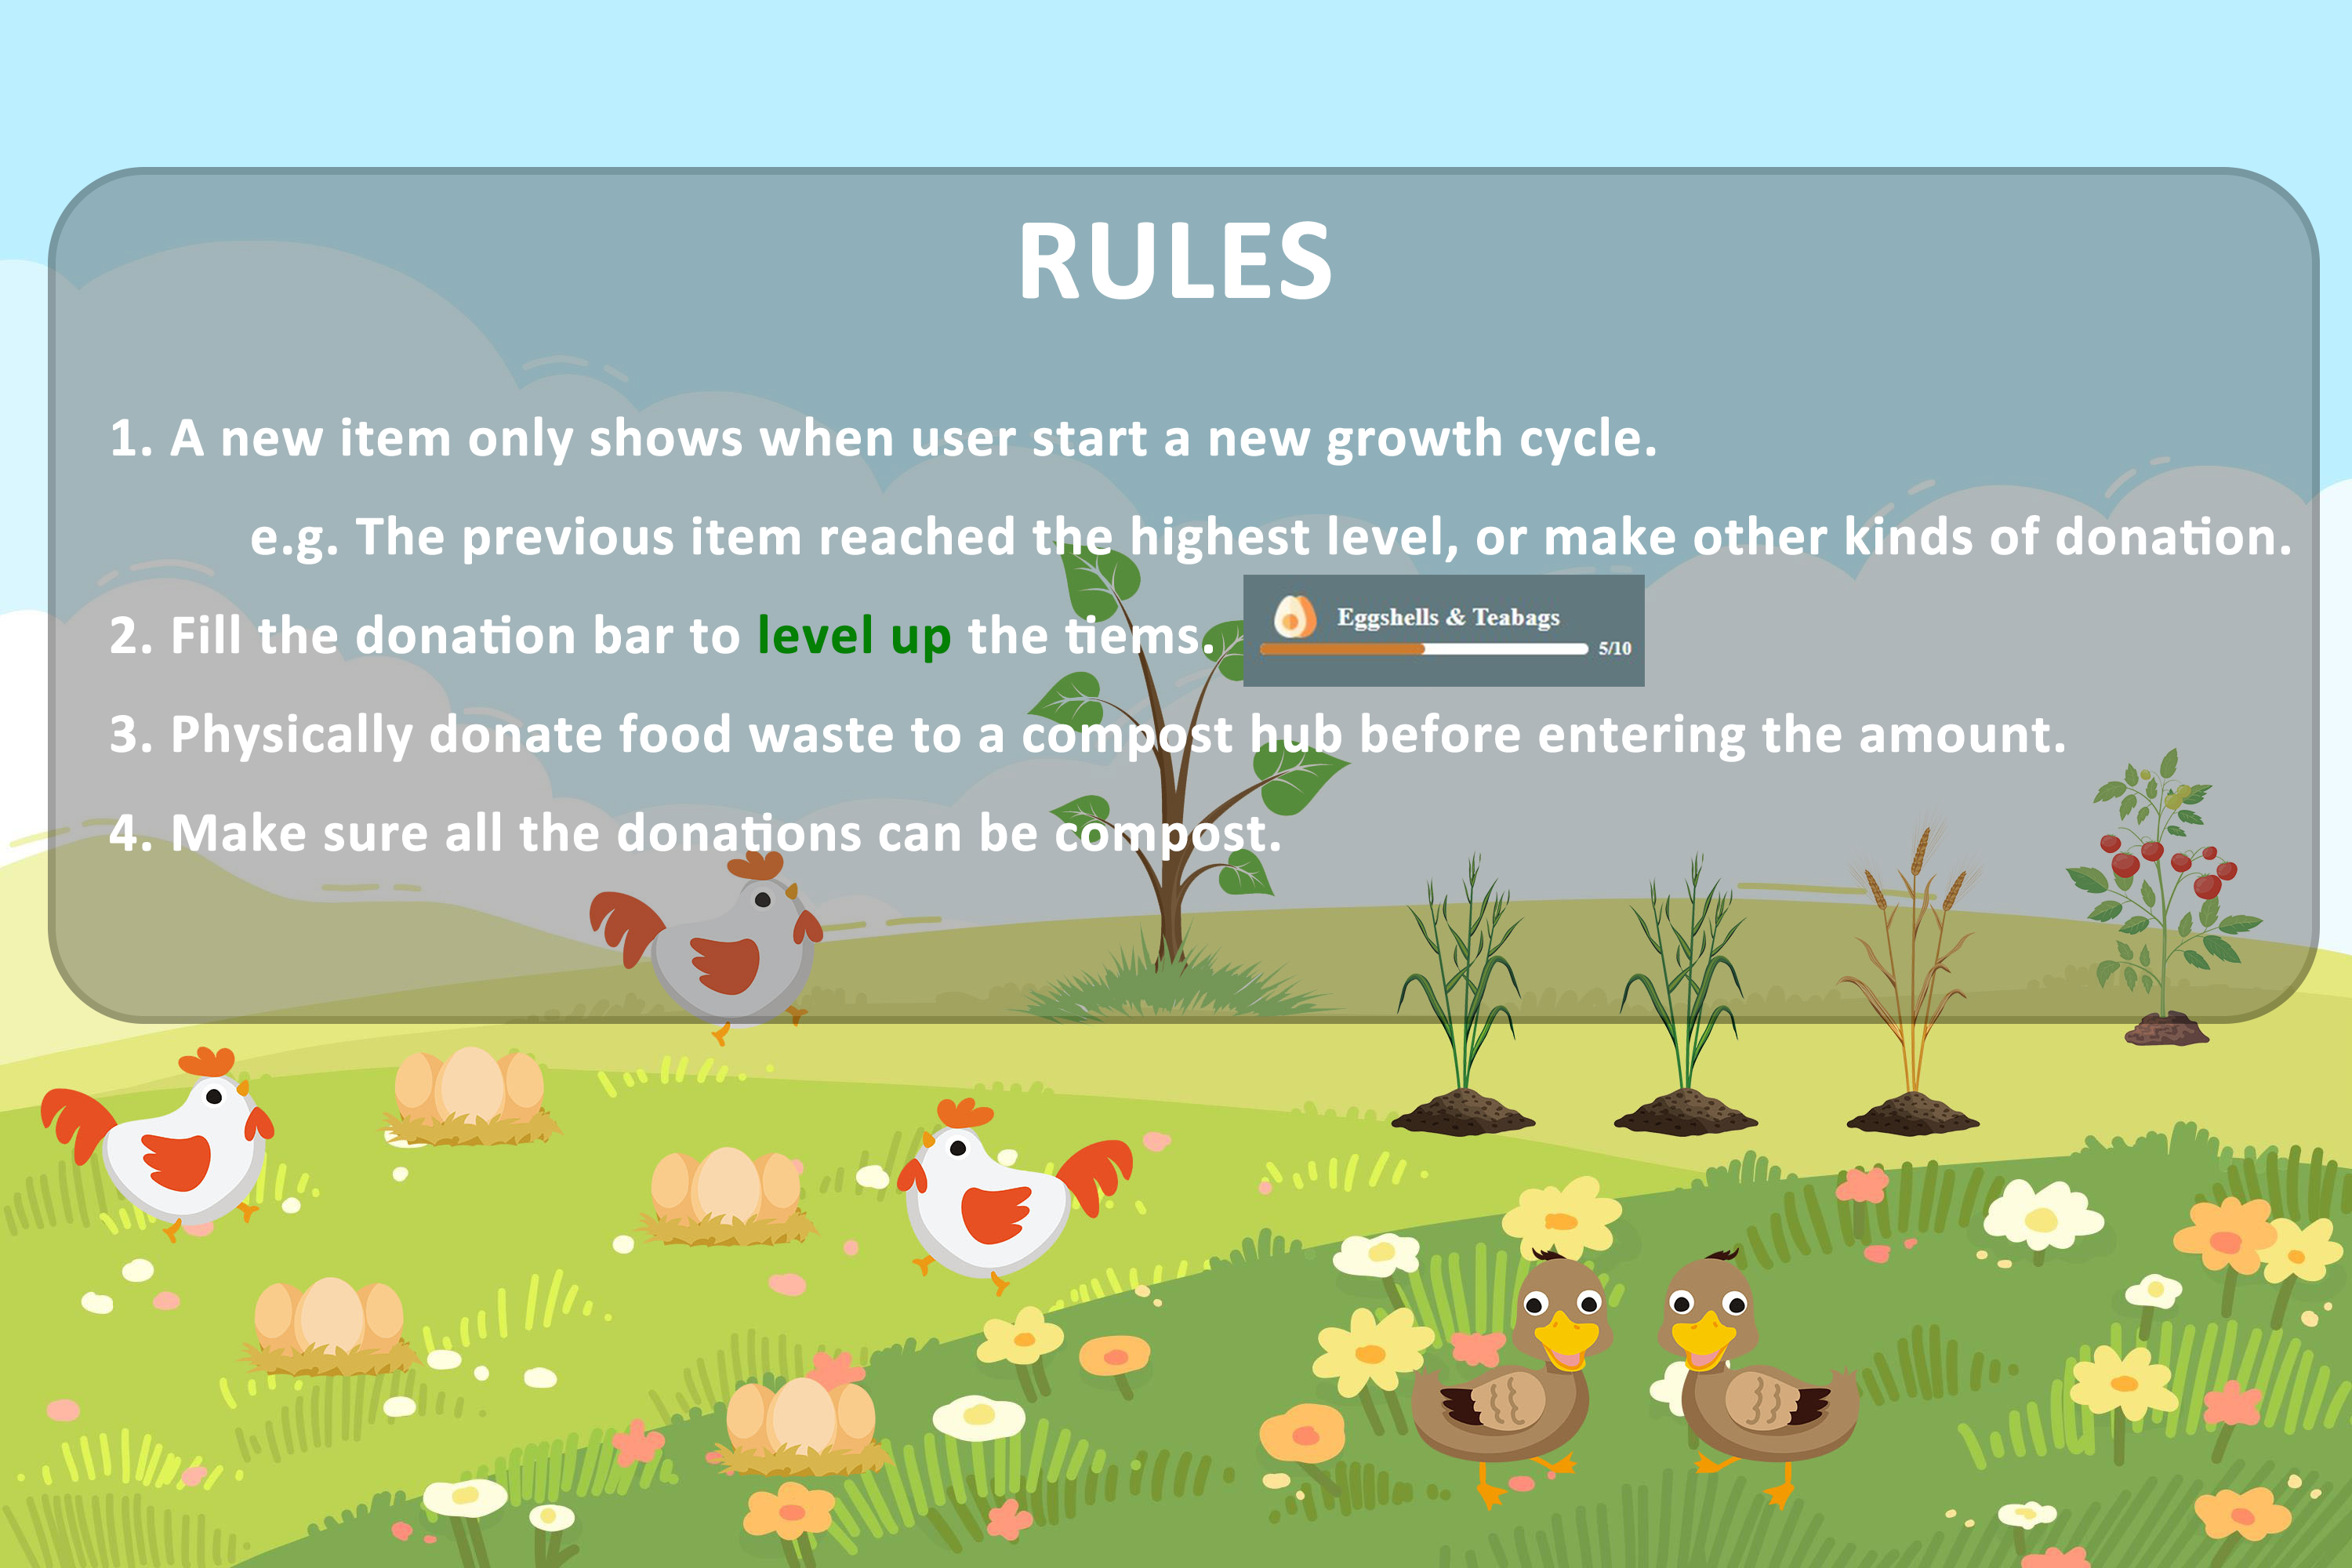 RULES
1. A new item only shows when user start a new growth cycle.
e.g. The previous item reached the highest level, or make other kinds of donation.
2. Fill the donation bar to level up the tiems.
Eggshells & Teabags
5/10
3. Physically donate food waste to a compost hub before entering the amount.
4. Make sure all the donations can be compost.